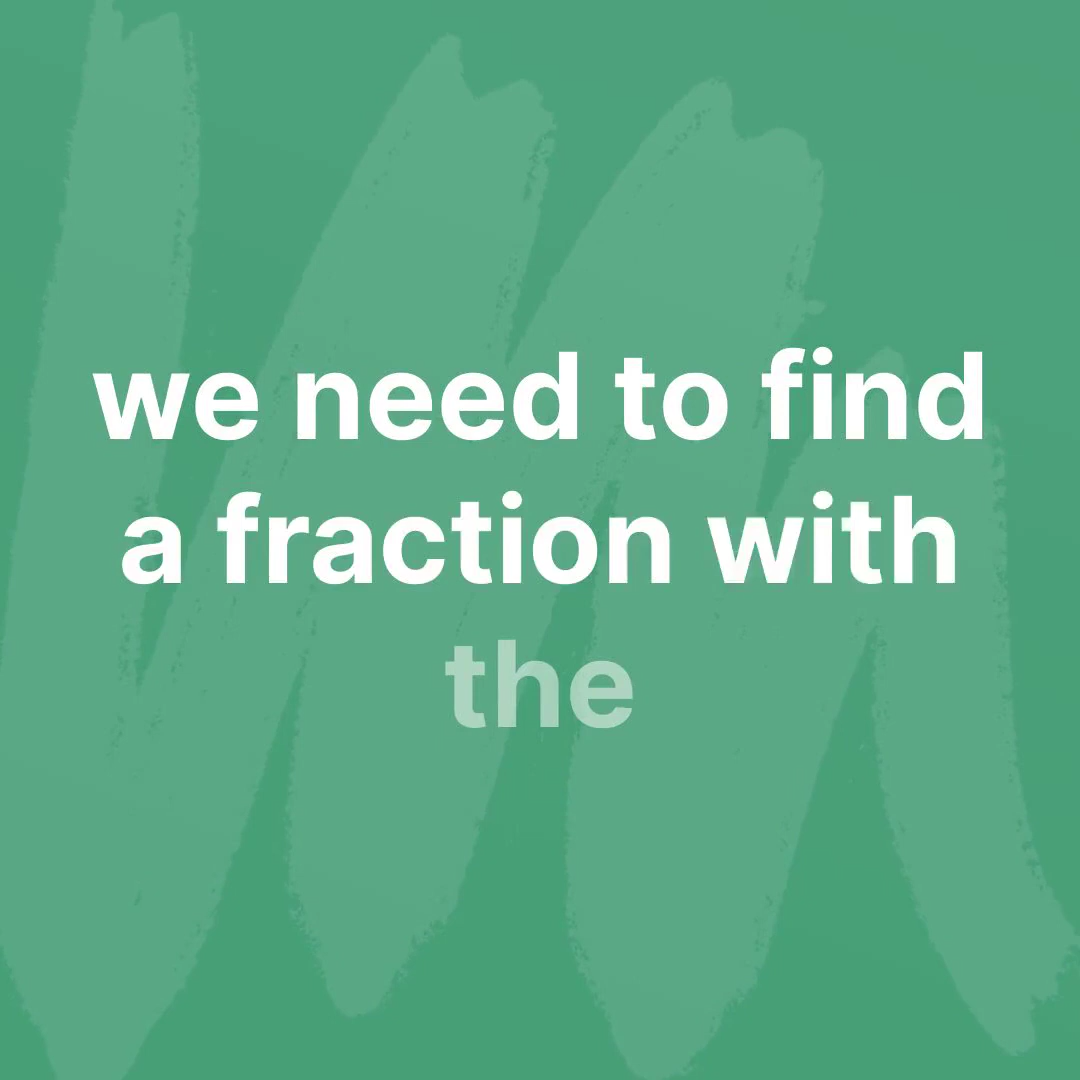 we need to find
a fraction with
the